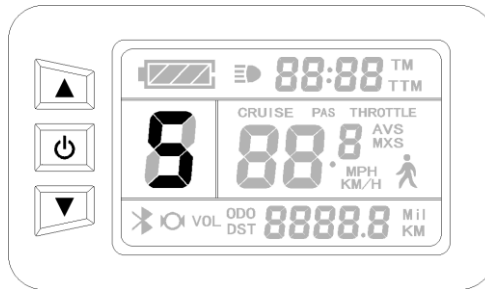 88:88 TM
TTM
5
CRUISE PAS THROTTLE
88.8 AVS
MXS
MPH
KM/H
VOL ODO
DST 8888.8 Mil
KM